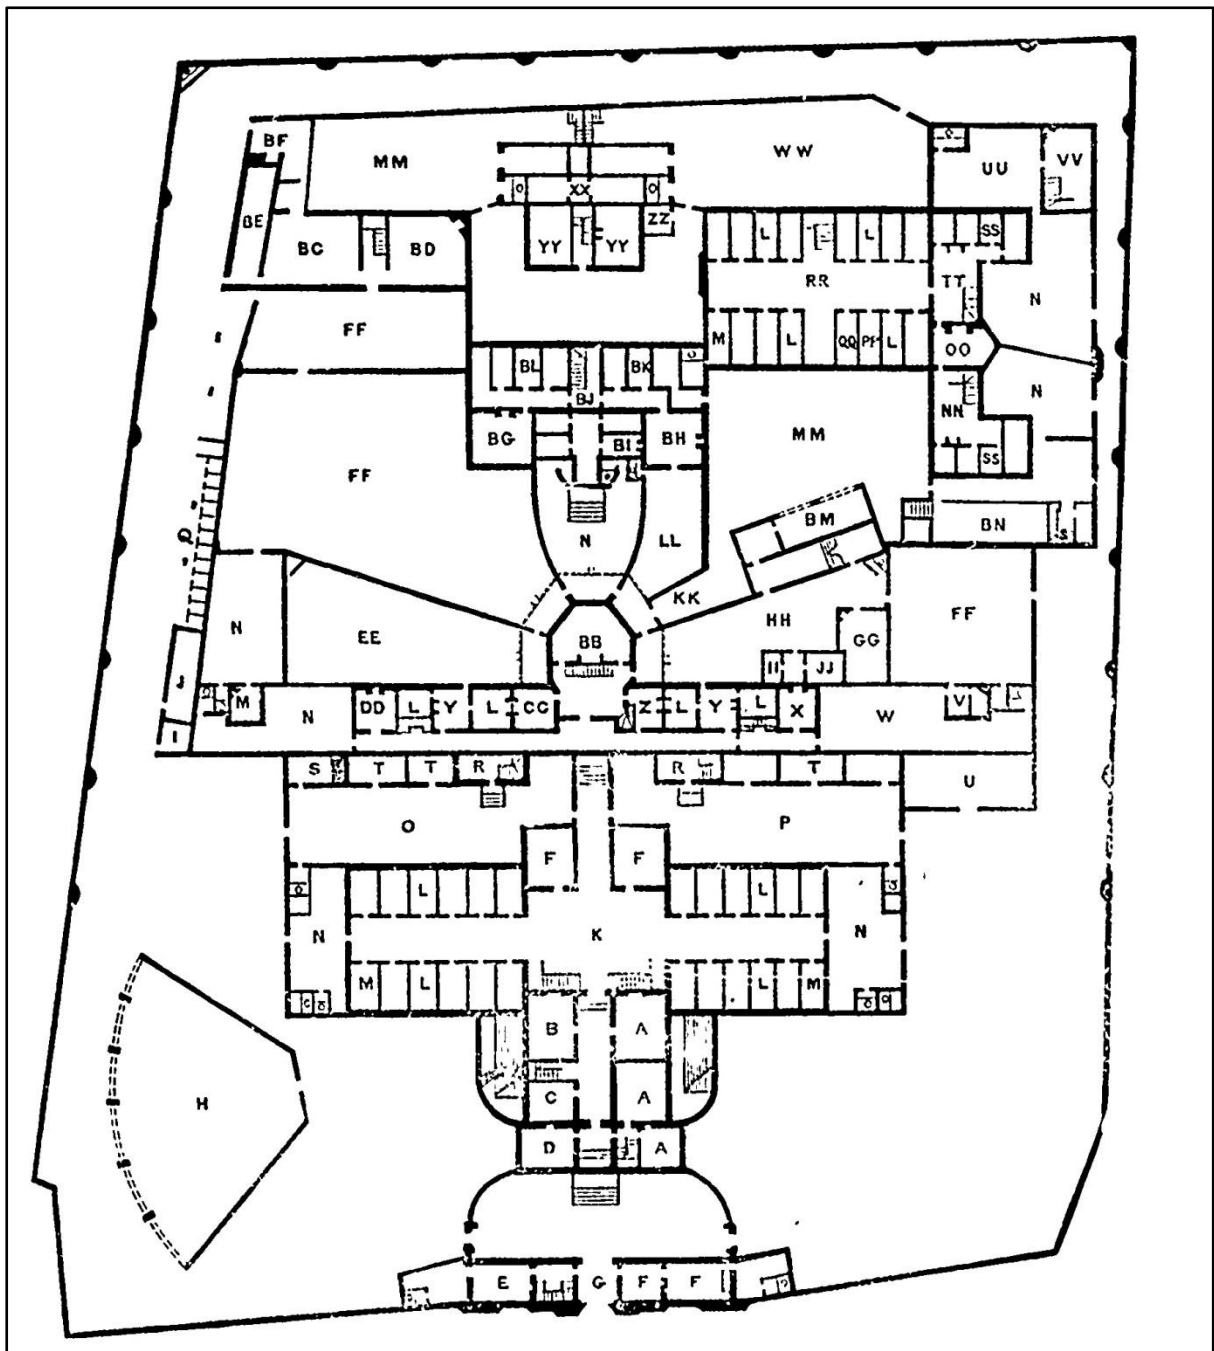 BF MM WW UU VV
BE XX ZZ
BC BD YY YY L L SS
RR TT N
FF M L QQ PP L OO
BL BK
BJ NN N
BG BI BH MM SS
FF
N LL BM BN
KK
N EE BB HH GG FF
J M N DD L Y L CC Z L Y L X II JJ W V
I
S T T R R T U
O P
F F
L L
N K N
M L L M
B A
H C A
D A
E G F F